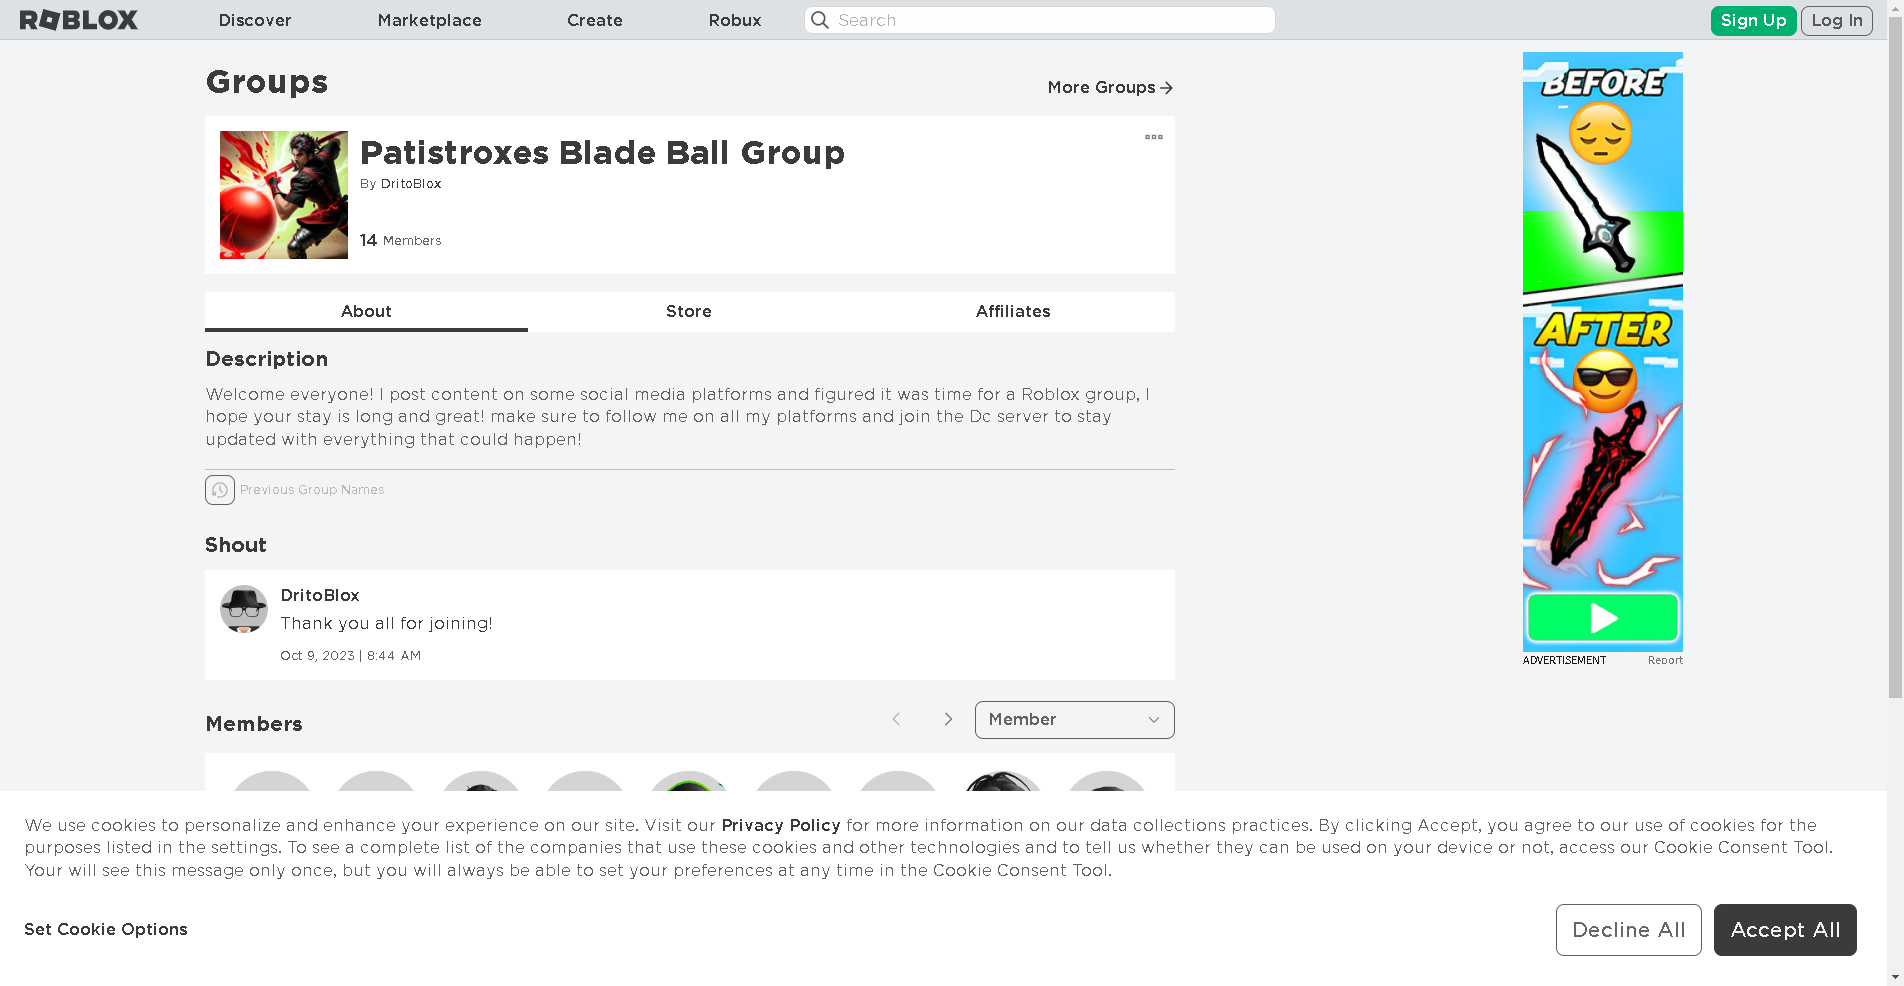 ROBLOX
Discover
Marketplace
Create
Robux
Search
Sign Up
Log In
Groups
More Groups
Patistroxes Blade Ball Group
By DritoBlox
14 Members
About
Store
Affiliates
Description
Welcome everyone! I post content on some social media platforms and figured it was time for a Roblox group, I
hope your stay is long and great! make sure to follow me on all my platforms and join the Dc server to stay
updated with everything that could happen!
Previous Group Names
Shout
DritoBlox
Thank you all for joining!
Oct 9, 2023 | 8:44 AM
Members
Member
BEFORE
AFTER
ADVERTISEMENT
Report
We use cookies to personalize and enhance your experience on our site. Visit our Privacy Policy for more information on our data collections practices. By clicking Accept, you agree to our use of cookies for the
purposes listed in the settings. To see a complete list of the companies that use these cookies and other technologies and to tell us whether they can be used on your device or not, access our Cookie Consent Tool.
Your will see this message only once, but you will always be able to set your preferences at any time in the Cookie Consent Tool.
Set Cookie Options
Decline All
Accept All